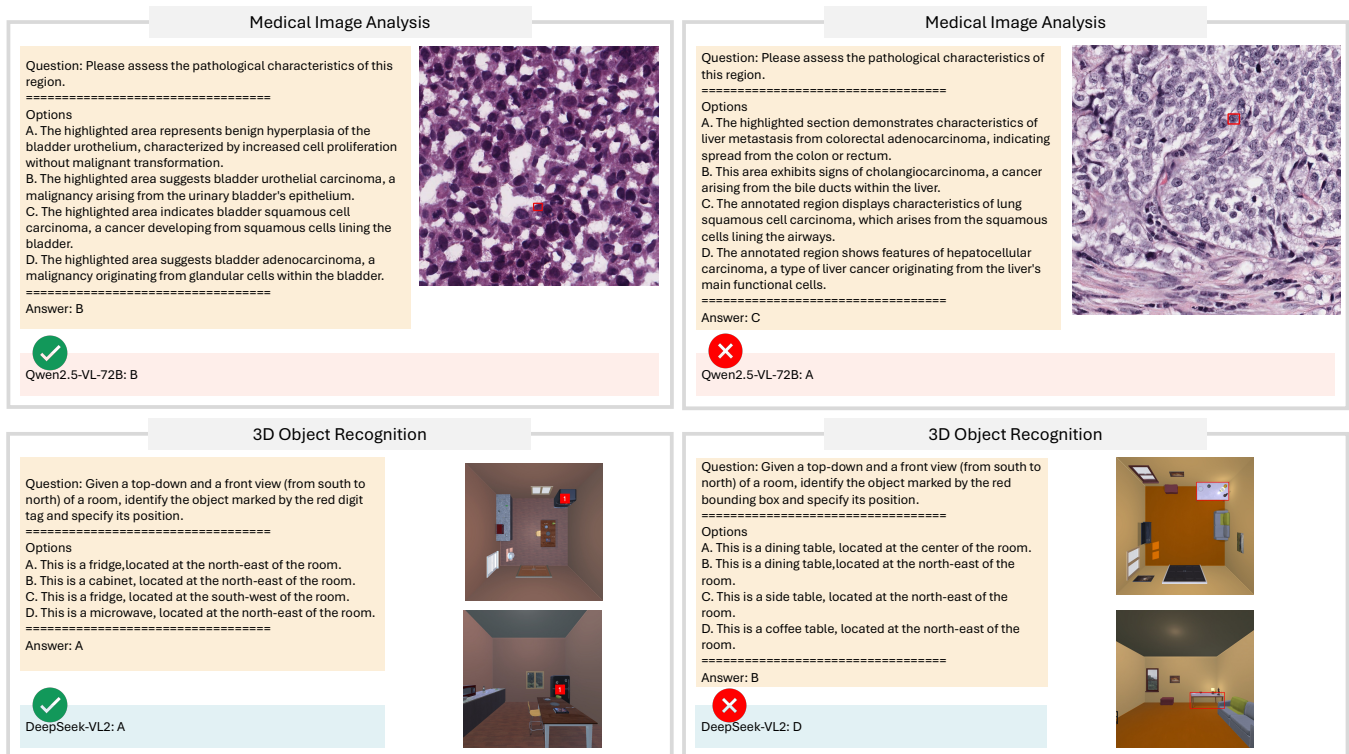 Medical Image Analysis
Question: Please assess the pathological characteristics of this
region.
==================================
Options
A. The highlighted area represents benign hyperplasia of the
bladder urothelium, characterized by increased cell proliferation
without malignant transformation.
B. The highlighted area suggests bladder urothelial carcinoma, a
malignancy arising from the urinary bladder's epithelium.
C. The highlighted area indicates bladder squamous cell
carcinoma, a cancer developing from squamous cells lining the
bladder.
D. The highlighted area suggests bladder adenocarcinoma, a
malignancy originating from glandular cells within the bladder.
==================================
Answer: B
Qwen2.5-VL-72B: B
Medical Image Analysis
Question: Please assess the pathological characteristics of
this region.
==================================
Options
A. The highlighted section demonstrates characteristics of
liver metastasis from colorectal adenocarcinoma, indicating
spread from the colon or rectum.
B. This area exhibits signs of cholangiocarcinoma, a cancer
arising from the bile ducts within the liver.
C. The annotated region displays characteristics of lung
squamous cell carcinoma, which arises from the squamous
cells lining the airways.
D. The annotated region shows features of hepatocellular
carcinoma, a type of liver cancer originating from the liver's
main functional cells.
==================================
Answer: C
Qwen2.5-VL-72B: A
3D Object Recognition
Question: Given a top-down and a front view (from south to
north) of a room, identify the object marked by the red digit
tag and specify its position.
==================================
Options
A. This is a fridge,located at the north-east of the room.
B. This is a cabinet, located at the north-east of the room.
C. This is a fridge, located at the south-west of the room.
D. This is a microwave, located at the north-east of the room.
==================================
Answer: A
1
1
DeepSeek-VL2: A
3D Object Recognition
Question: Given a top-down and a front view (from south to
north) of a room, identify the object marked by the red
bounding box and specify its position.
==================================
Options
A. This is a dining table, located at the center of the room.
B. This is a dining table,located at the north-east of the
room.
C. This is a side table, located at the north-east of the
room.
D. This is a coffee table, located at the north-east of the
room.
==================================
Answer: B
DeepSeek-VL2: D